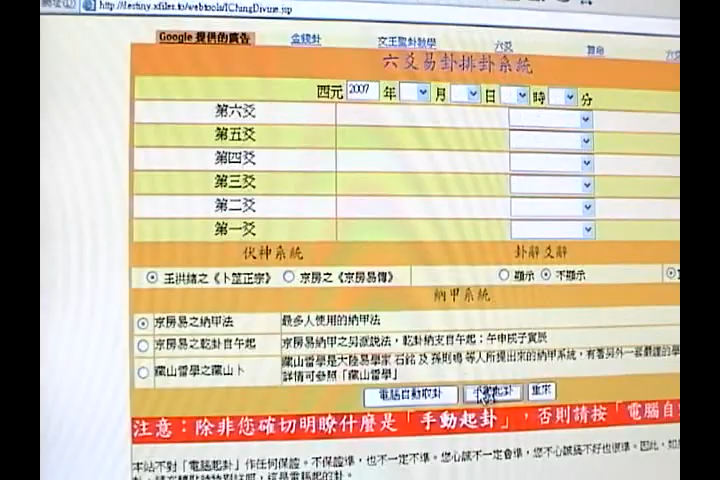 http://destiny.xfiles.to/webtools/IChingDivine.jsp
Google 提供的廣告 金錢卦 文王聖卦教學 六爻 算命
六爻易卦排卦系統
西元 2007 年 月 日 時 分
第六爻
第五爻
第四爻
第三爻
第二爻
第一爻
伏神系統 卦辭爻辭
王洪緒之《卜筮正宗》 京房之《京房易傳》 顯示 不顯示
納甲系統
京房易之納甲法 最多人使用的納甲法
京房易之乾卦自午起 京房易納甲之另派說法,乾卦納支自午起:午申戌子寅辰
藏山雷學之藏山卜 藏山雷學是大陸易學家 石銘 及 孫則鳴 等人所提出來的納甲系統,有著另外一套嚴謹的學
詳情可參照「藏山雷學」
電腦自動取卦 手動起卦 重來
注意:除非您確切明瞭什麼是「手動起卦」,否則請按「電腦自
本站不對「電腦起卦」作任何保證。不保證準,也不一定不準。您心誠不一定會準,您不心誠搞不好也很準。因此,如